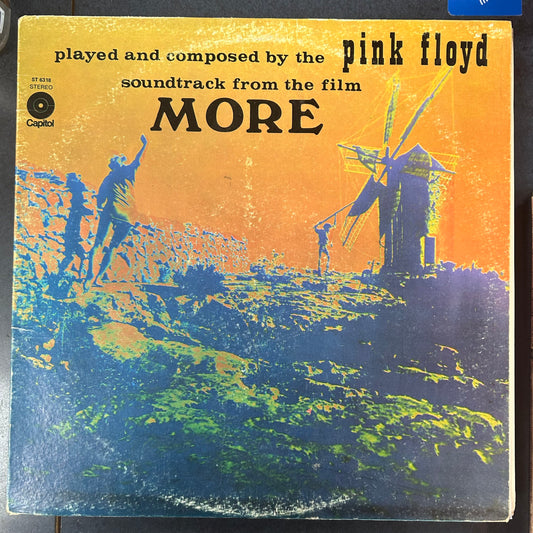 played and composed by the pink floyd
ST 6318
STEREO
soundtrack from the film
Capitol
MORE